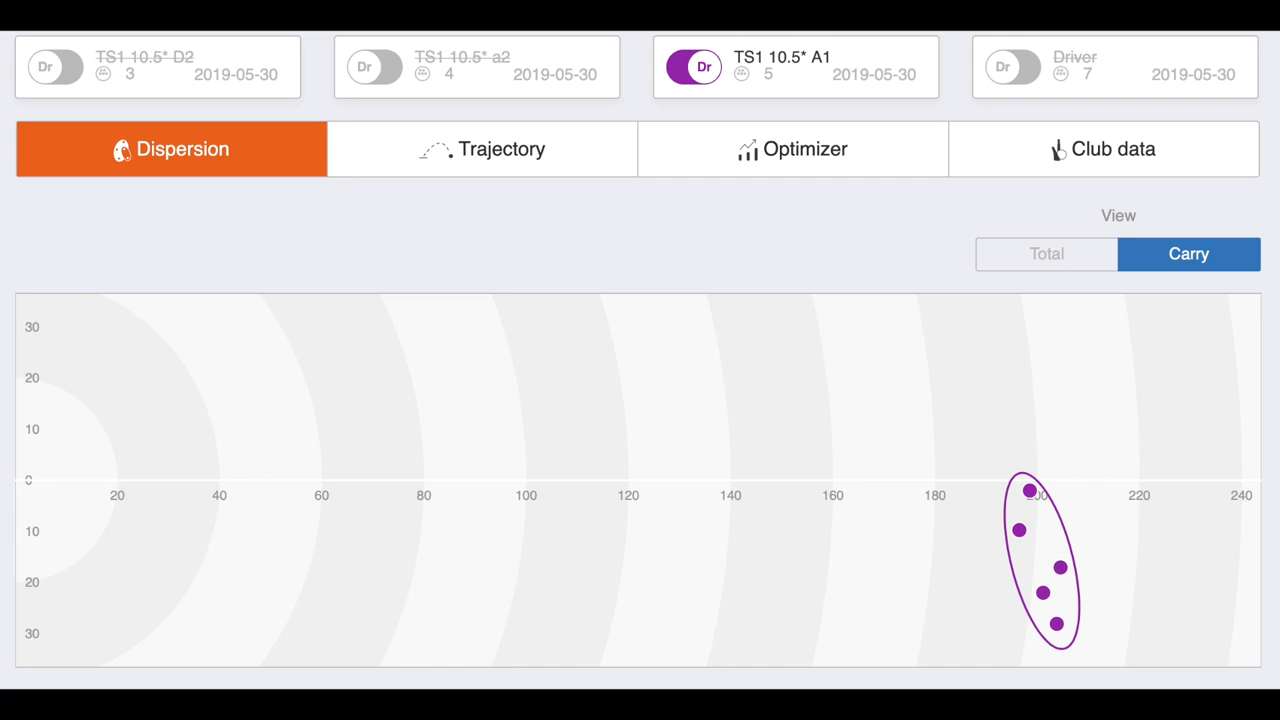 Dr TS1 10.5* D2 3 2019-05-30
Dr TS1 10.5* a2 4 2019-05-30
Dr TS1 10.5* A1 5 2019-05-30
Dr Driver 7 2019-05-30
Dispersion Trajectory Optimizer Club data
View
Total Carry
30
20
10
0
20 40 60 80 100 120 140 160 180 200 220 240
10
20
30